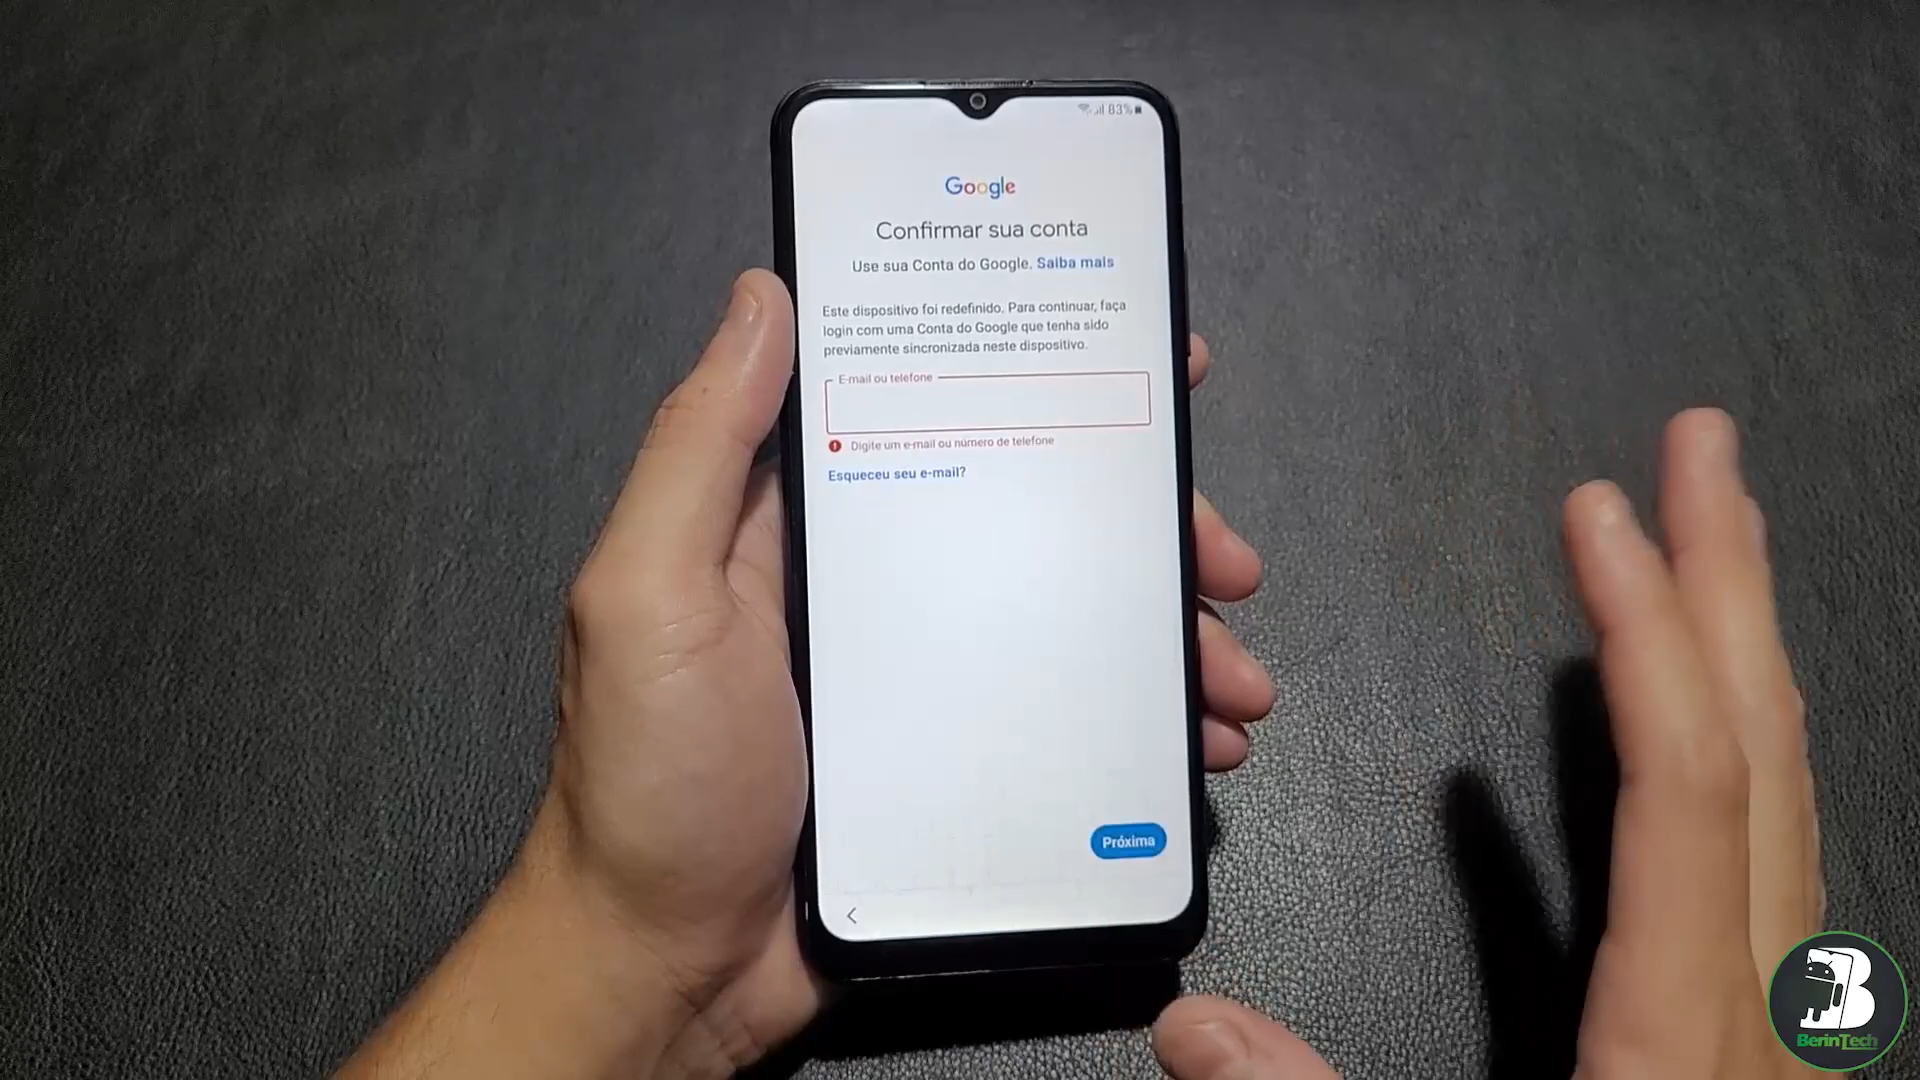 83%
Google
Confirmar sua conta
Use sua Conta do Google. Saiba mais
Este dispositivo foi redefinido. Para continuar, faça
login com uma Conta do Google que tenha sido
previamente sincronizada neste dispositivo.
E-mail ou telefone
Digite um e-mail ou número de telefone
Esqueceu seu e-mail?
Próxima
B
BerinTech